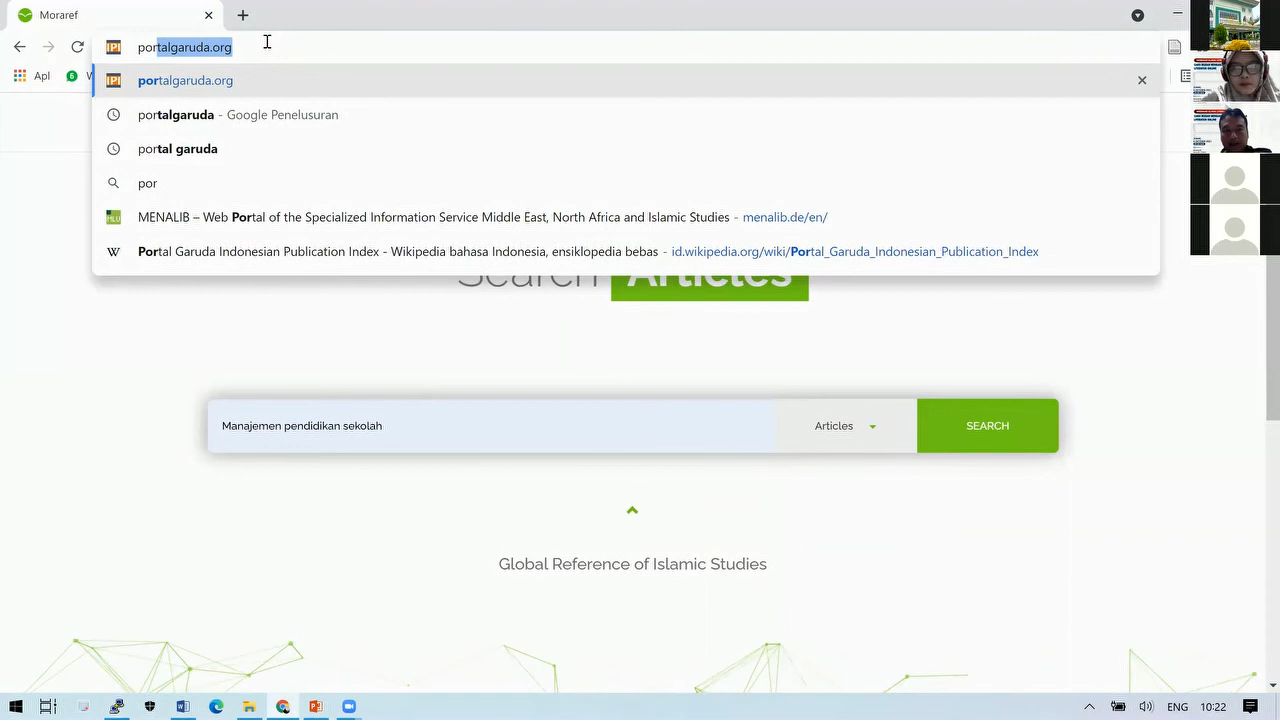 Moraref
portalgaruda.org
portalgaruda.org
portalgaruda - Google Penelusuran
portal garuda
por
MENALIB – Web Portal of the Specialized Information Service Middle East, North Africa and Islamic Studies - menalib.de/en/
Portal Garuda Indonesian Publication Index - Wikipedia bahasa Indonesia, ensiklopedia bebas - id.wikipedia.org/wiki/Portal_Garuda_Indonesian_Publication_Index
Apl
Search Articles
Manajemen pendidikan sekolah
Articles
SEARCH
Global Reference of Islamic Studies
ENG
10:22